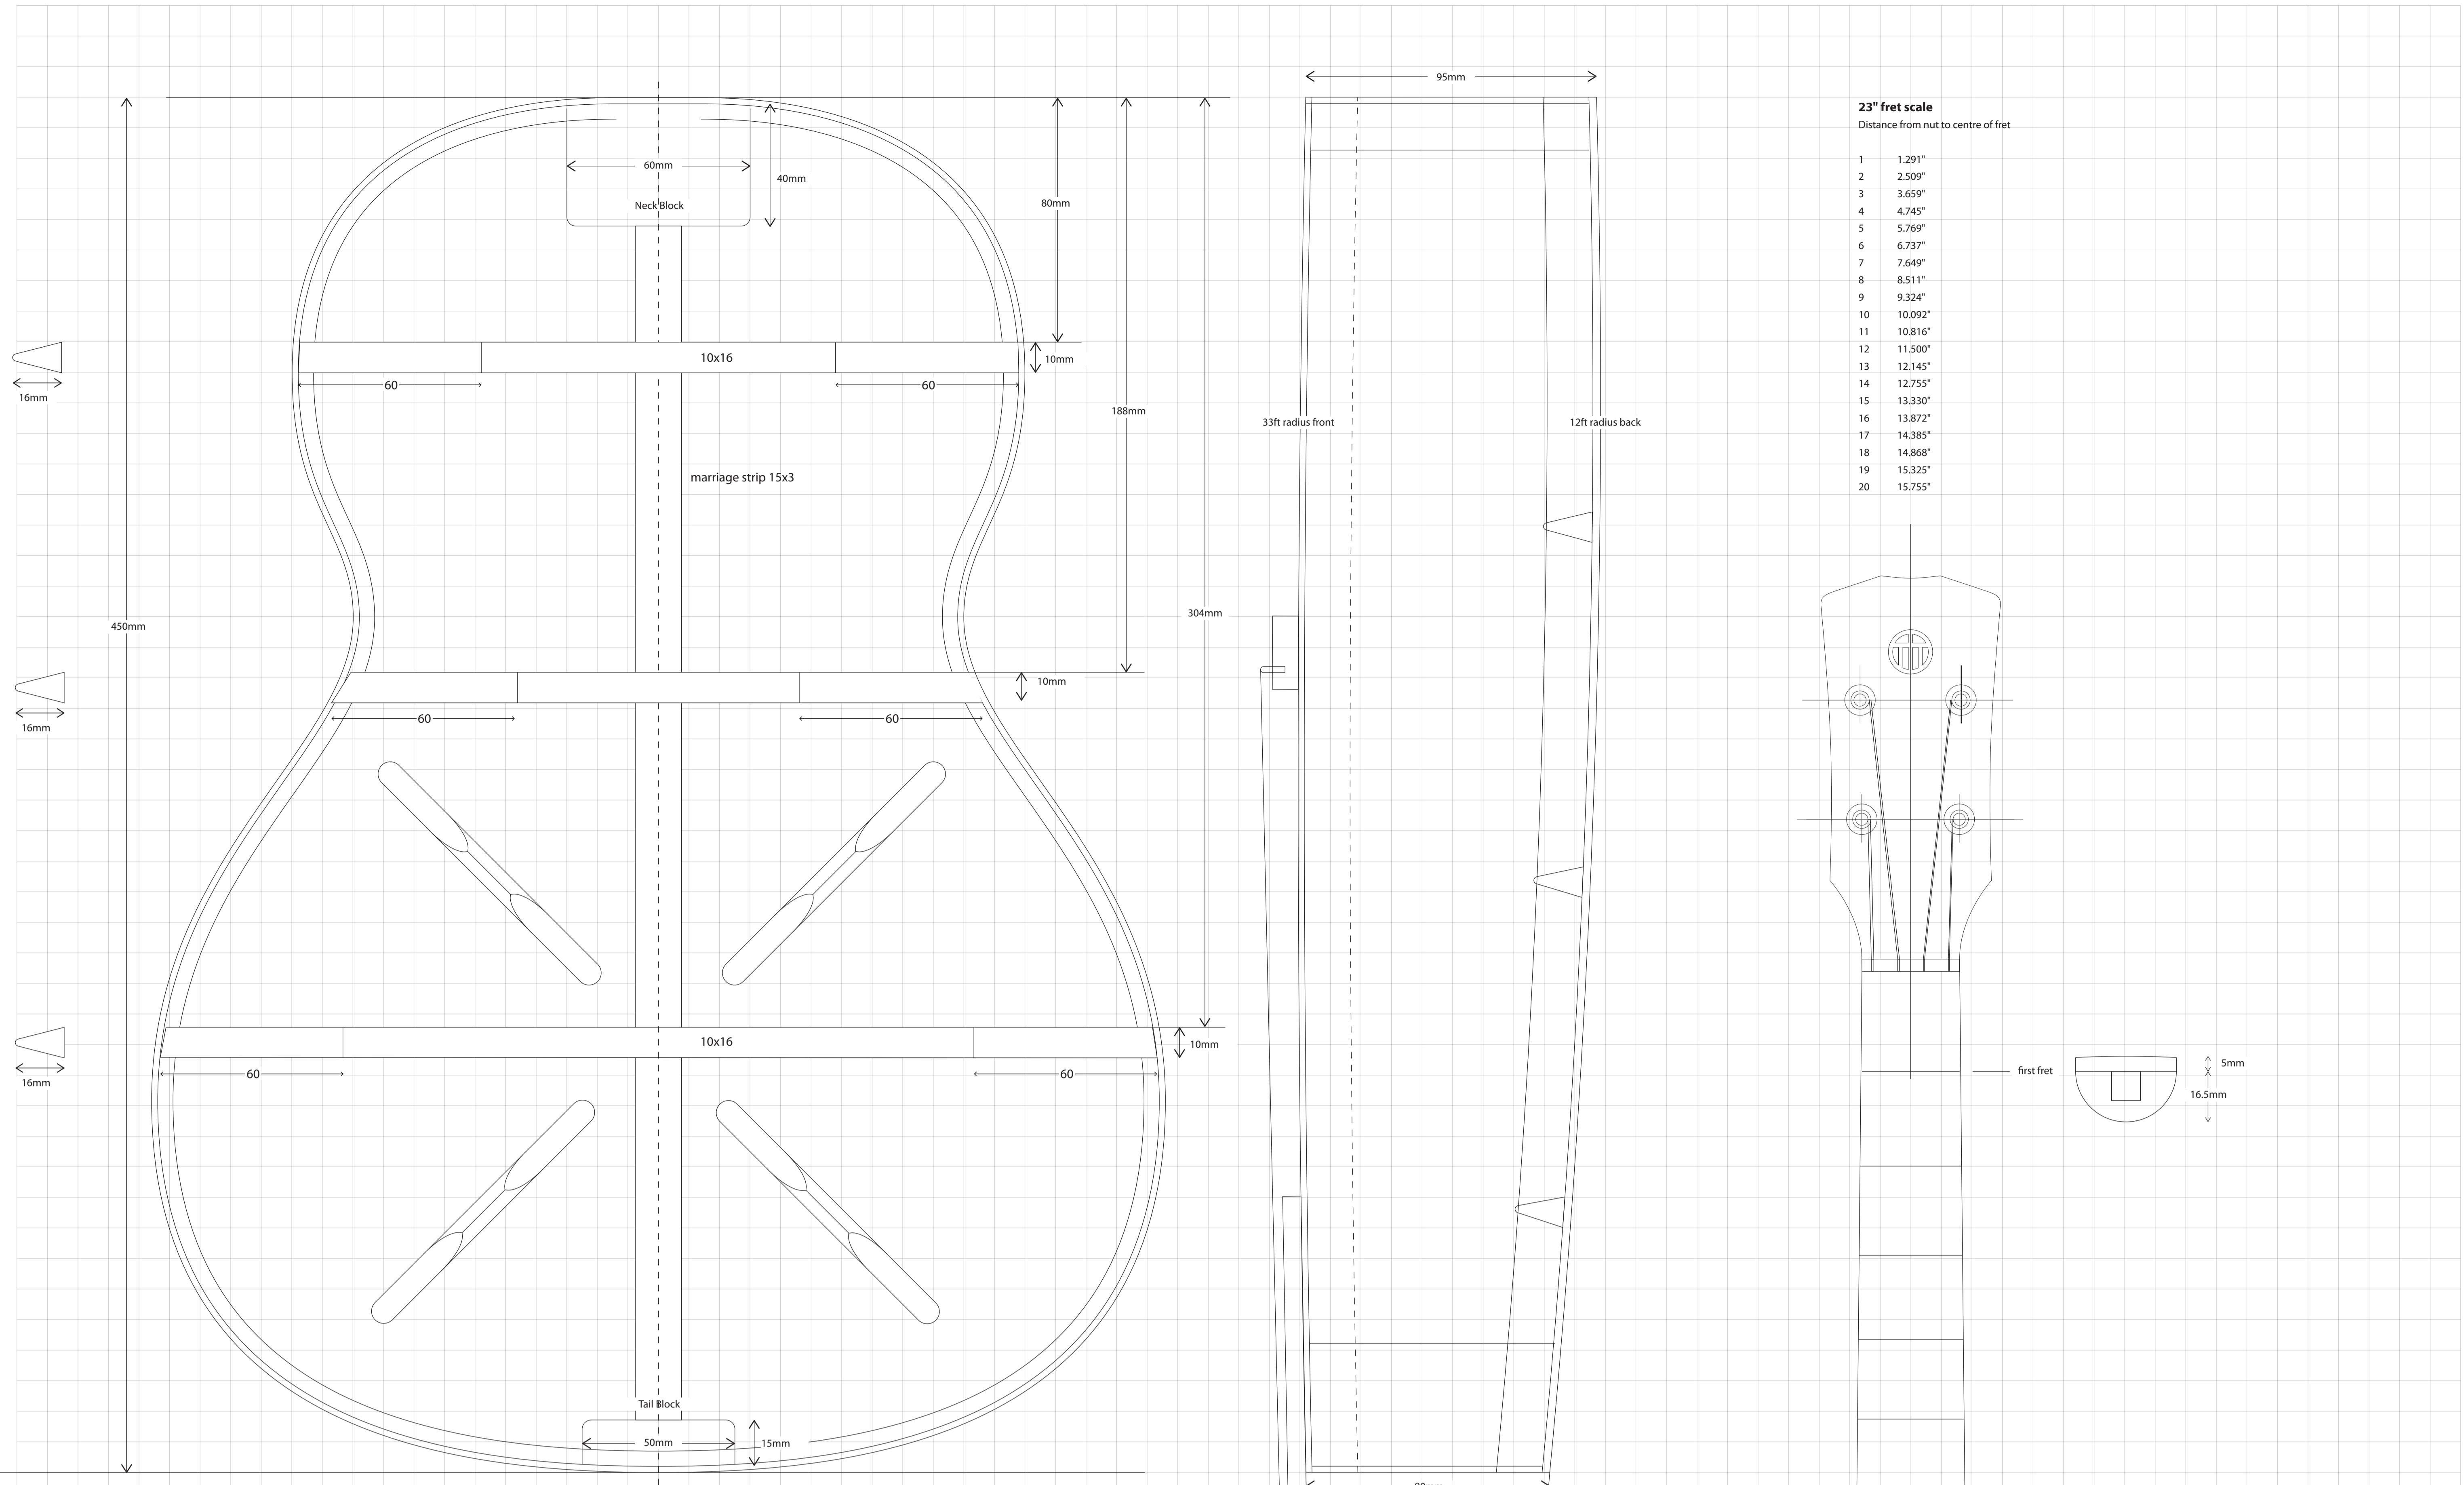 95mm
60mm
40mm
Neck Block
80mm
10x16
10mm
60
60
16mm
188mm
marriage strip 15x3
33ft radius front
12ft radius back
450mm
304mm
10mm
60
60
16mm
10x16
10mm
60
60
16mm
Tail Block
50mm
15mm
23" fret scale
Distance from nut to centre of fret
1 1.291"
2 2.509"
3 3.659"
4 4.745"
5 5.769"
6 6.737"
7 7.649"
8 8.511"
9 9.324"
10 10.092"
11 10.816"
12 11.500"
13 12.145"
14 12.755"
15 13.330"
16 13.872"
17 14.385"
18 14.868"
19 15.325"
20 15.755"
first fret
5mm
16.5mm